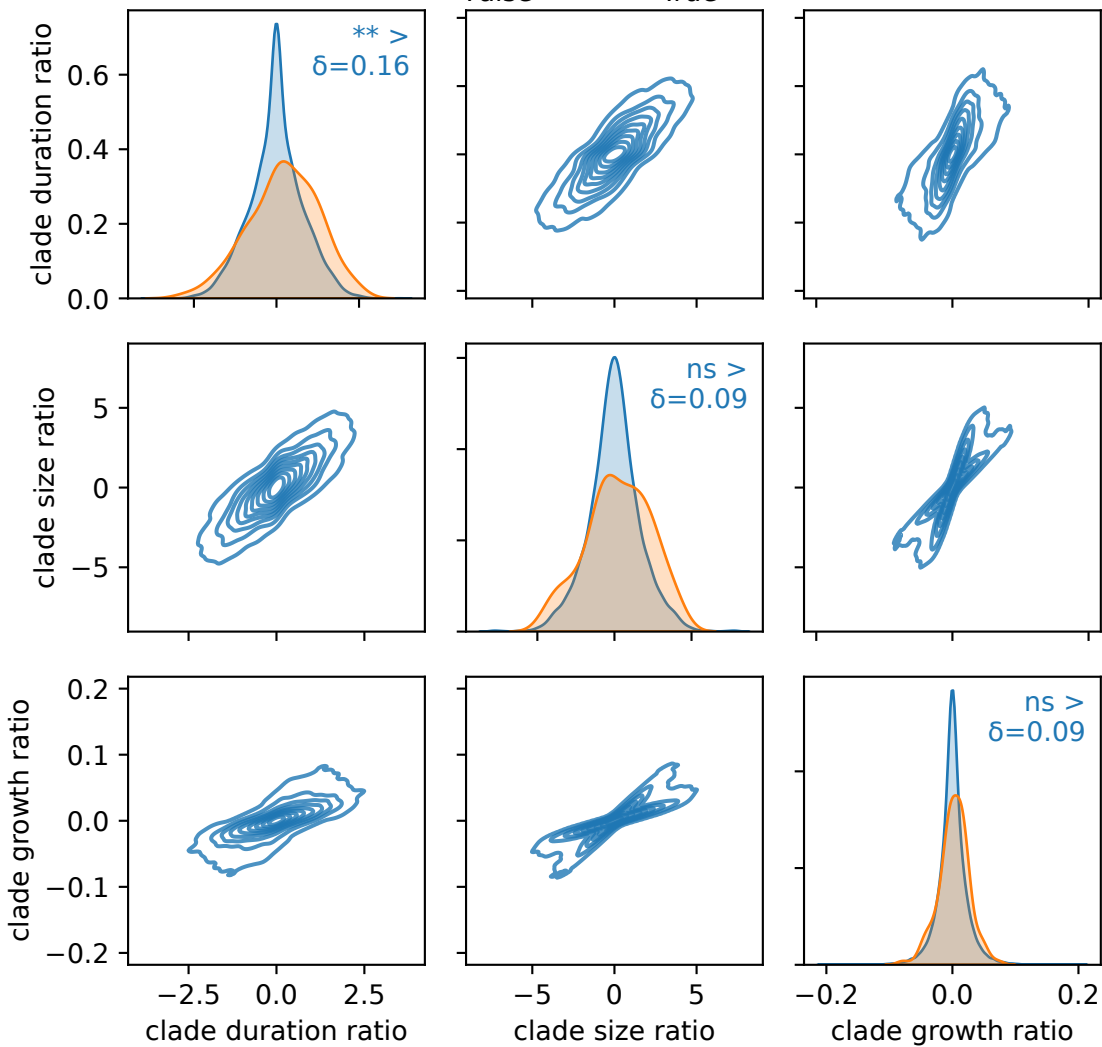 clade duration ratio
0.6
0.4
0.2
0.0
** >
δ=0.16
clade size ratio
5
0
−5
ns >
δ=0.09
clade growth ratio
0.2
0.1
0.0
−0.1
−0.2
ns >
δ=0.09
−2.5 0.0 2.5
clade duration ratio
−5 0 5
clade size ratio
−0.2 0.0 0.2
clade growth ratio